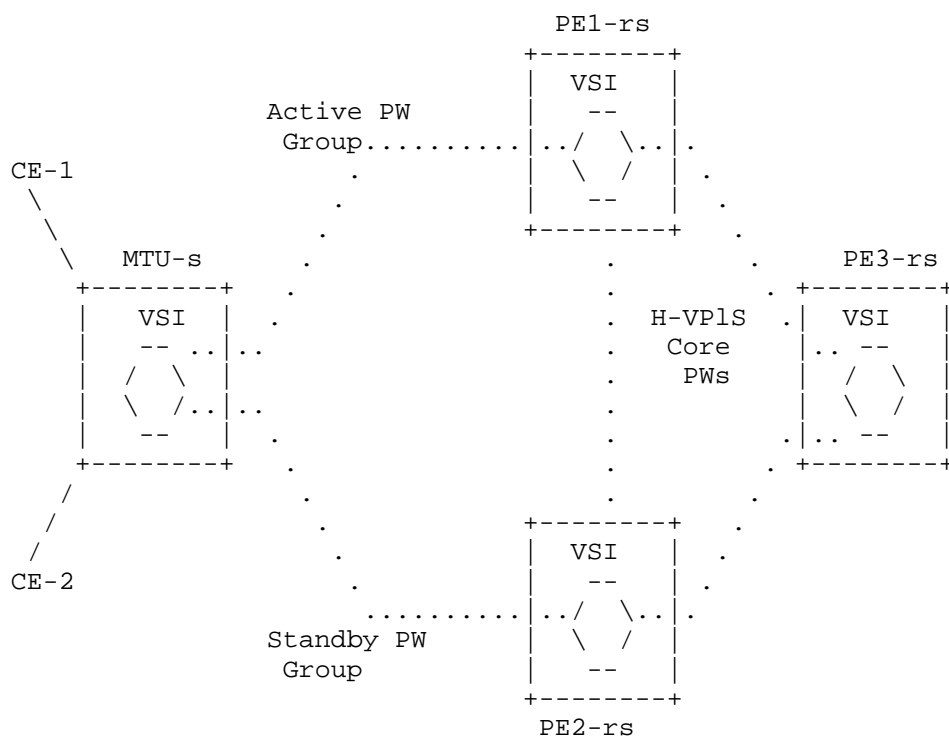 PE1-rs
VSI
Active PW
Group
CE-1
MTU-s
PE3-rs
VSI
H-VPlS
VSI
Core
PWs
VSI
CE-2
Standby PW
Group
PE2-rs